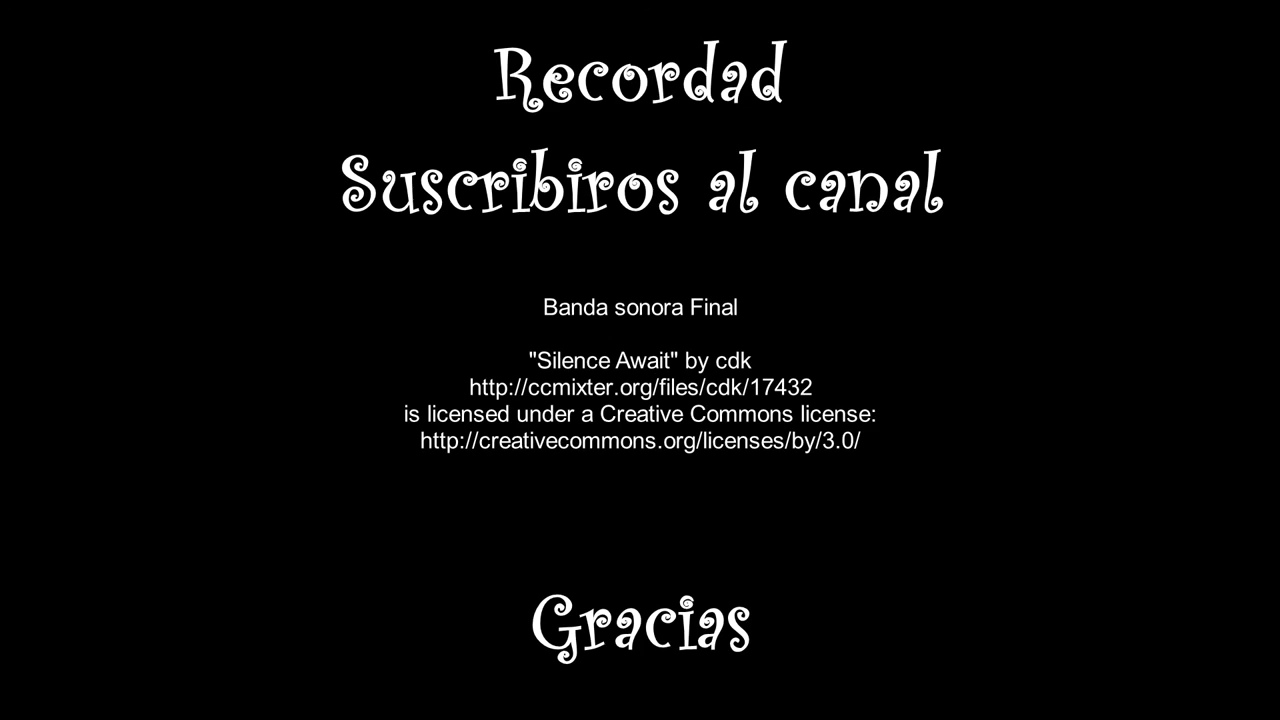 Recordad
Suscribiros al canal
Banda sonora Final
"Silence Await" by cdk
http://ccmixter.org/files/cdk/17432
is licensed under a Creative Commons license:
http://creativecommons.org/licenses/by/3.0/
Gracias